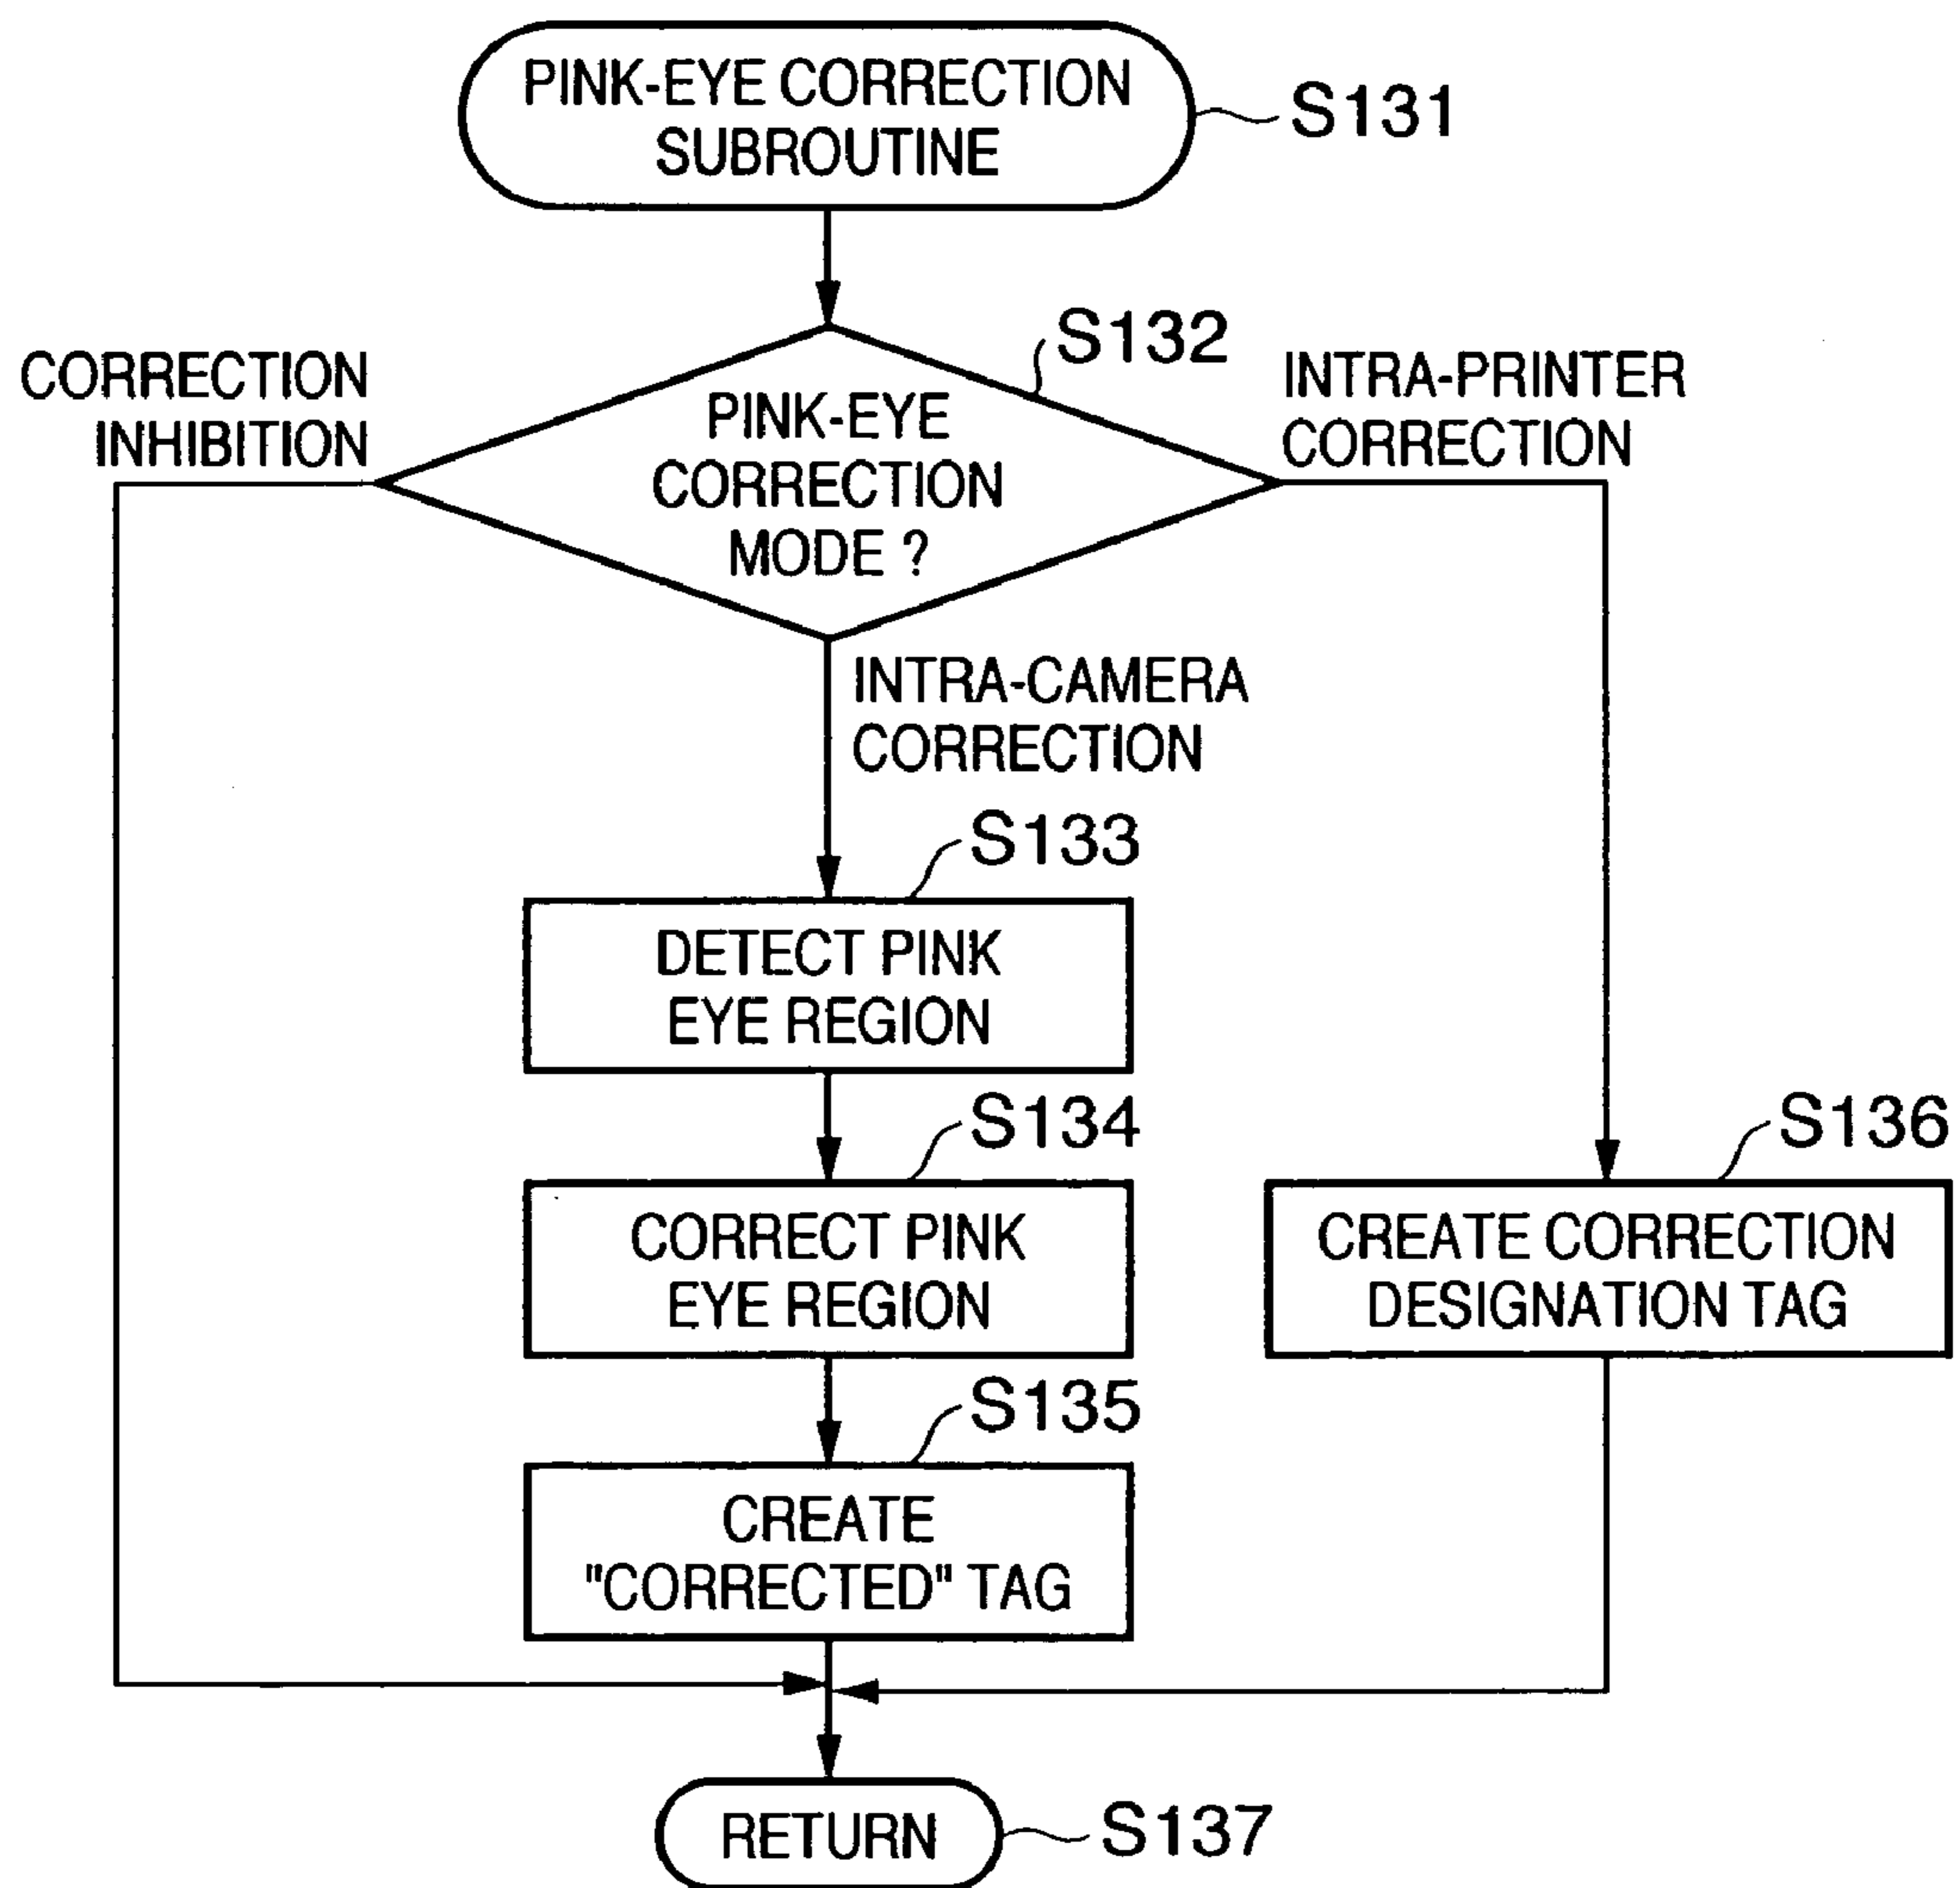 PINK-EYE CORRECTION
SUBROUTINE
S131
S132
CORRECTION
INHIBITION
PINK-EYE
CORRECTION
MODE ?
INTRA-PRINTER
CORRECTION
INTRA-CAMERA
CORRECTION
S133
DETECT PINK
EYE REGION
S134
CORRECT PINK
EYE REGION
S136
CREATE CORRECTION
DESIGNATION TAG
S135
CREATE
"CORRECTED" TAG
RETURN
S137